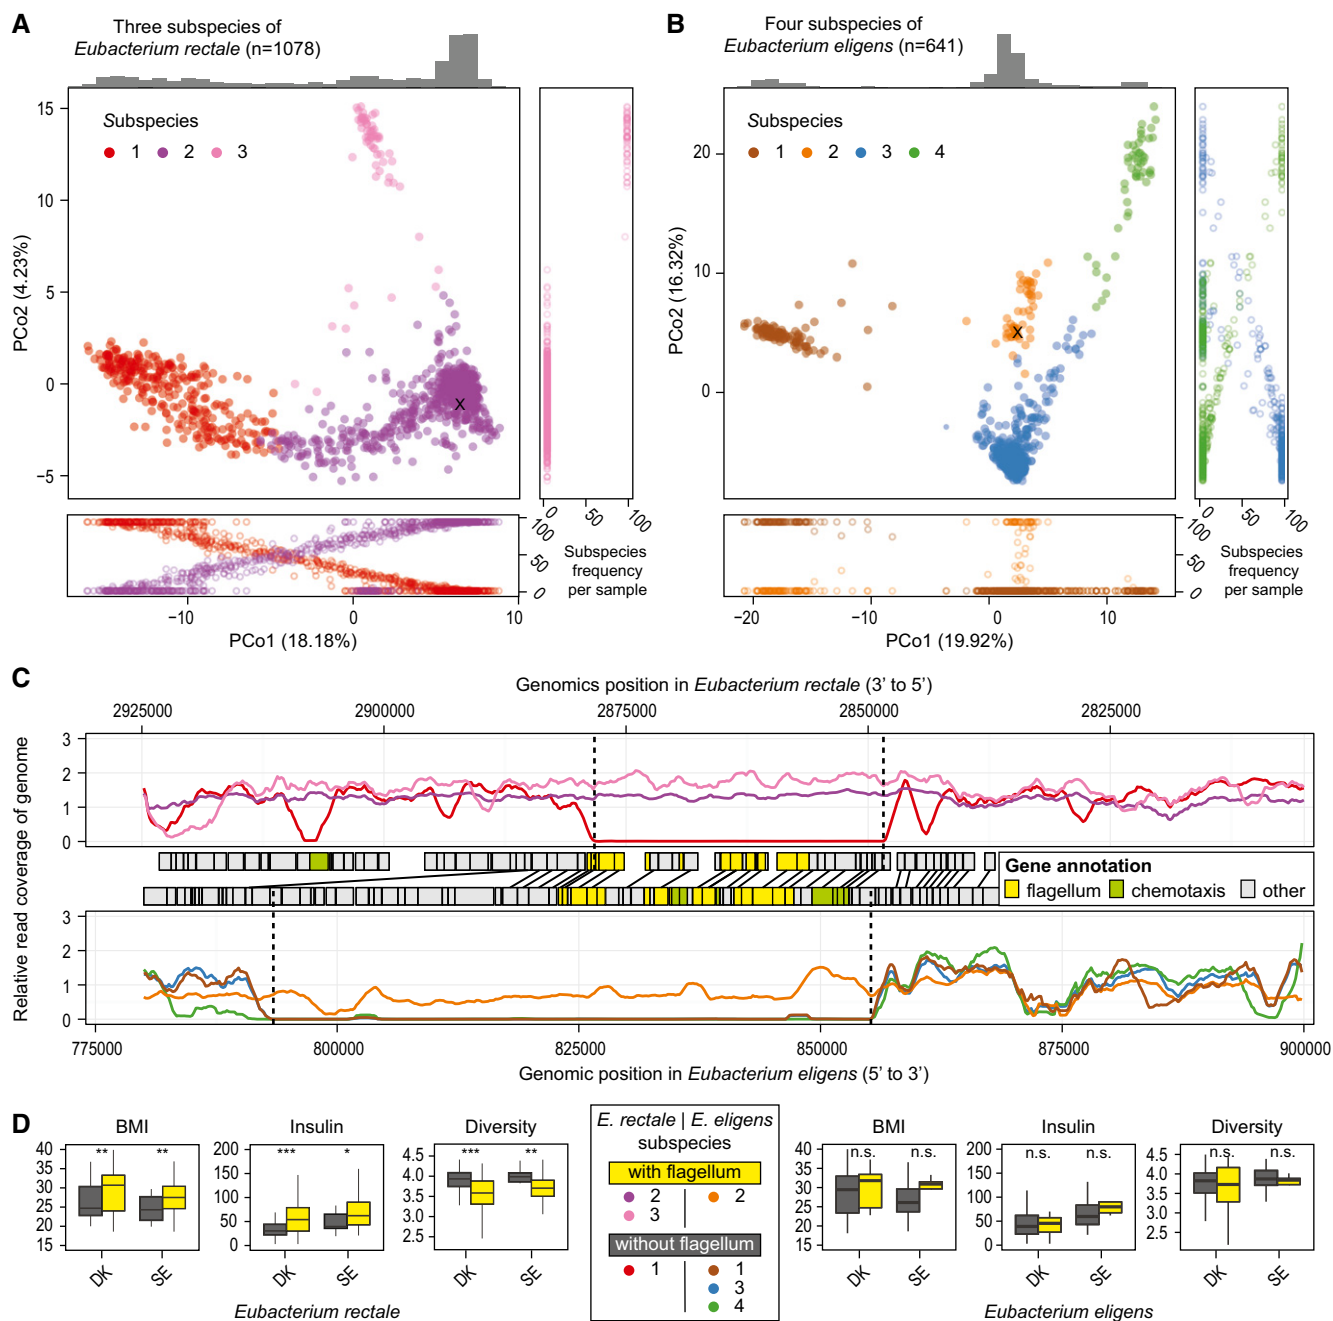 A
Three subspecies of
Eubacterium rectale (n=1078)
Subspecies
1 2 3
PCo2 (4.23%)
15
10
5
0
−5
0 50 100
100
50
0
Subspecies
frequency
per sample
−10 0 10
PCo1 (18.18%)
B
Four subspecies of
Eubacterium eligens (n=641)
Subspecies
1 2 3 4
PCo2 (16.32%)
20
10
0
0 50 100
100
50
0
Subspecies
frequency
per sample
−20 −10 0 10
PCo1 (19.92%)
X
X
C
Genomics position in Eubacterium rectale (3' to 5')
2925000 2900000 2875000 2850000 2825000
Relative read coverage of genome
3
2
1
0
Gene annotation
flagellum chemotaxis other
3
2
1
0
775000 800000 825000 850000 875000 900000
Genomic position in Eubacterium eligens (5' to 3')
D
BMI
40
35
30
25
20
15
** **
DK SE
Insulin
200
150
100
50
0
*** *
DK SE
Diversity
4.5
4.0
3.5
3.0
2.5
*** **
DK SE
Eubacterium rectale
E. rectale | E. eligens
subspecies
with flagellum
2 2
3
without flagellum
1 1
3
4
BMI
40
35
30
25
20
15
n.s. n.s.
DK SE
Insulin
200
150
100
50
0
n.s. n.s.
DK SE
Diversity
4.5
4.0
3.5
3.0
2.5
n.s. n.s.
DK SE
Eubacterium eligens